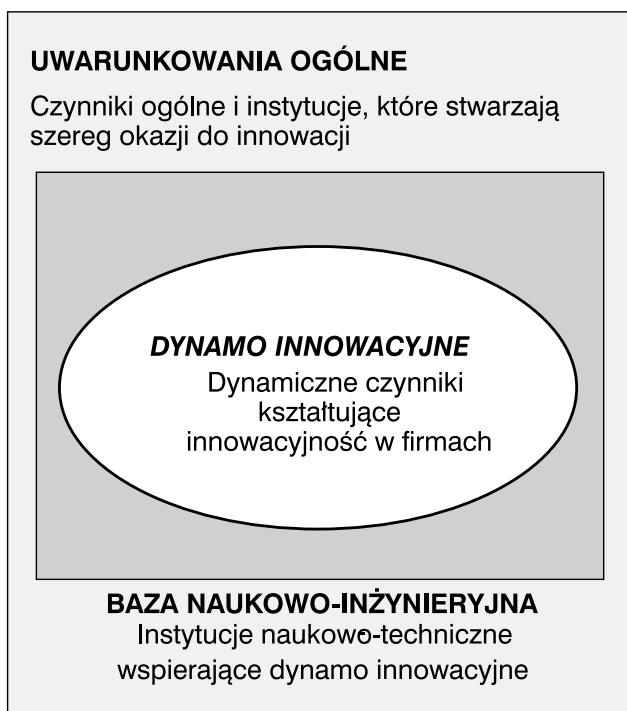 UWARUNKOWANIA OGÓLNE
Czynniki ogólne i instytucje, które stwarzają
szereg okazji do innowacji
DYNAMO INNOWACYJNE
Dynamiczne czynniki
kształtujące
innowacyjność w firmach
BAZA NAUKOWO-INŻYNIERYJNA
Instytucje naukowo-techniczne
wspierające dynamo innowacyjne